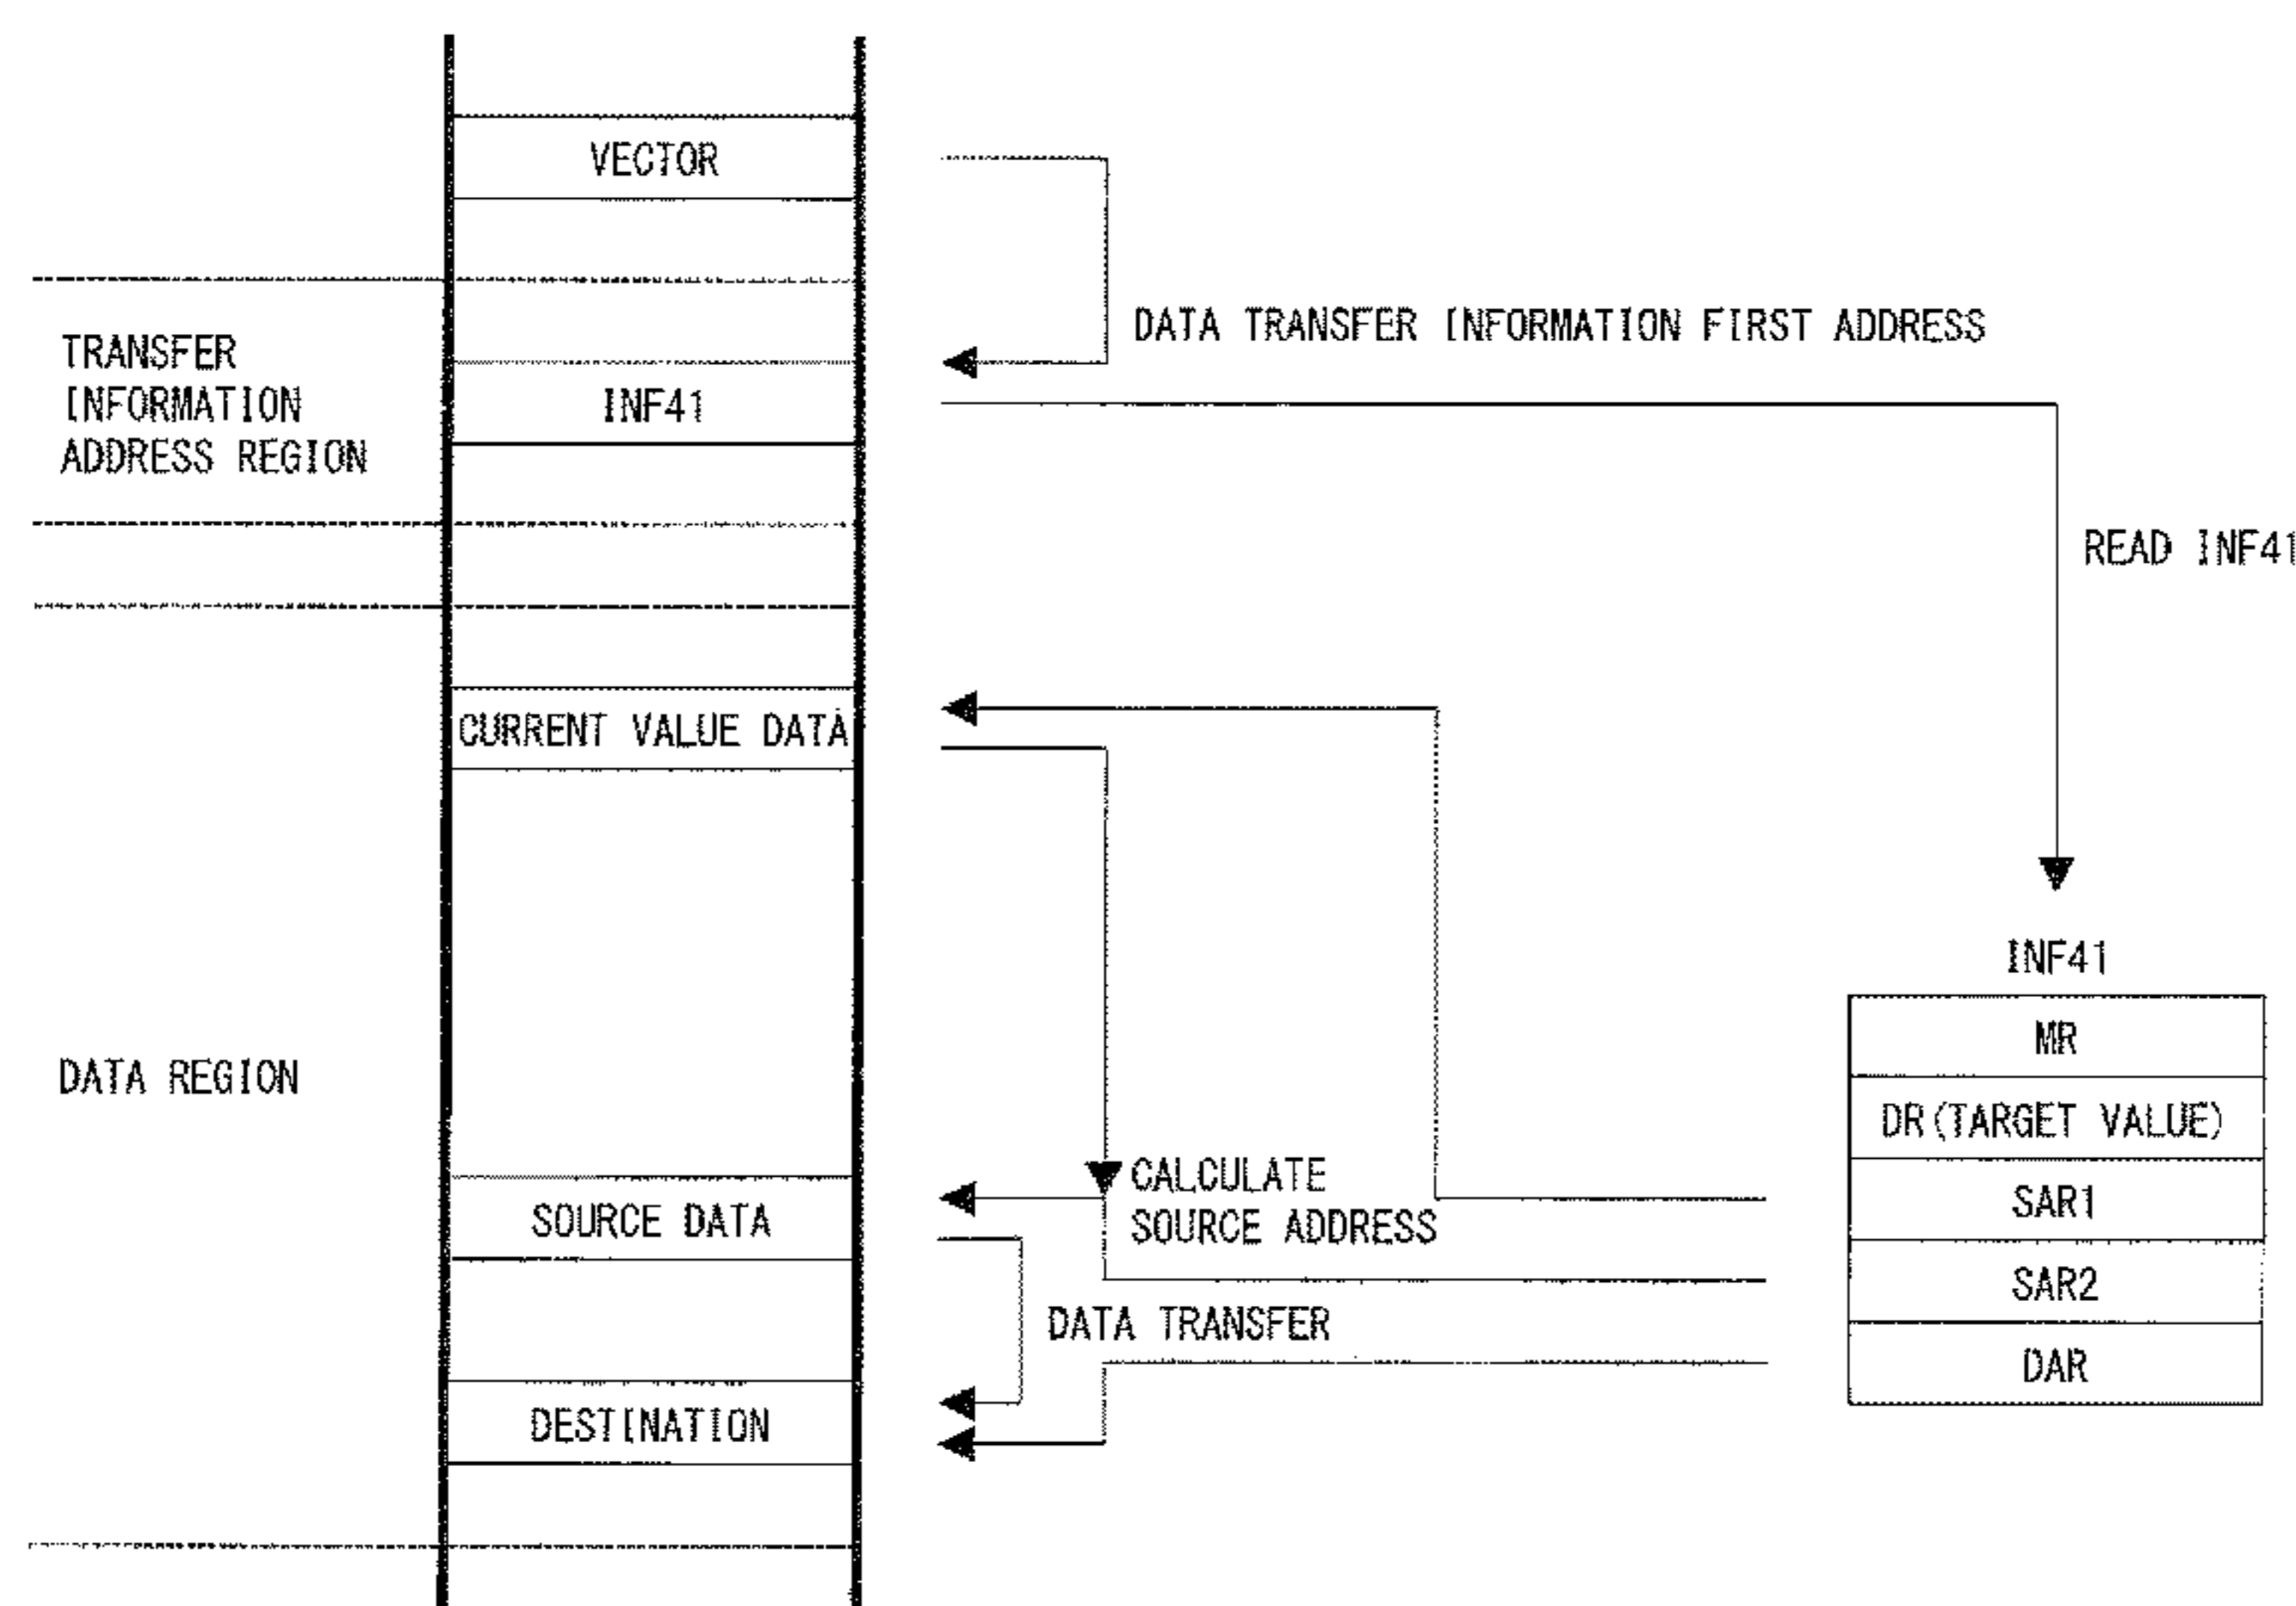 VECTOR
DATA TRANSFER INFORMATION FIRST ADDRESS
TRANSFER
INFORMATION
ADDRESS REGION
INF41
READ INF41
CURRENT VALUE DATA
INF41
MR
DATA REGION
DR(TARGET VALUE)
CALCULATE
SOURCE ADDRESS
SAR1
SOURCE DATA
SAR2
DATA TRANSFER
DAR
DESTINATION